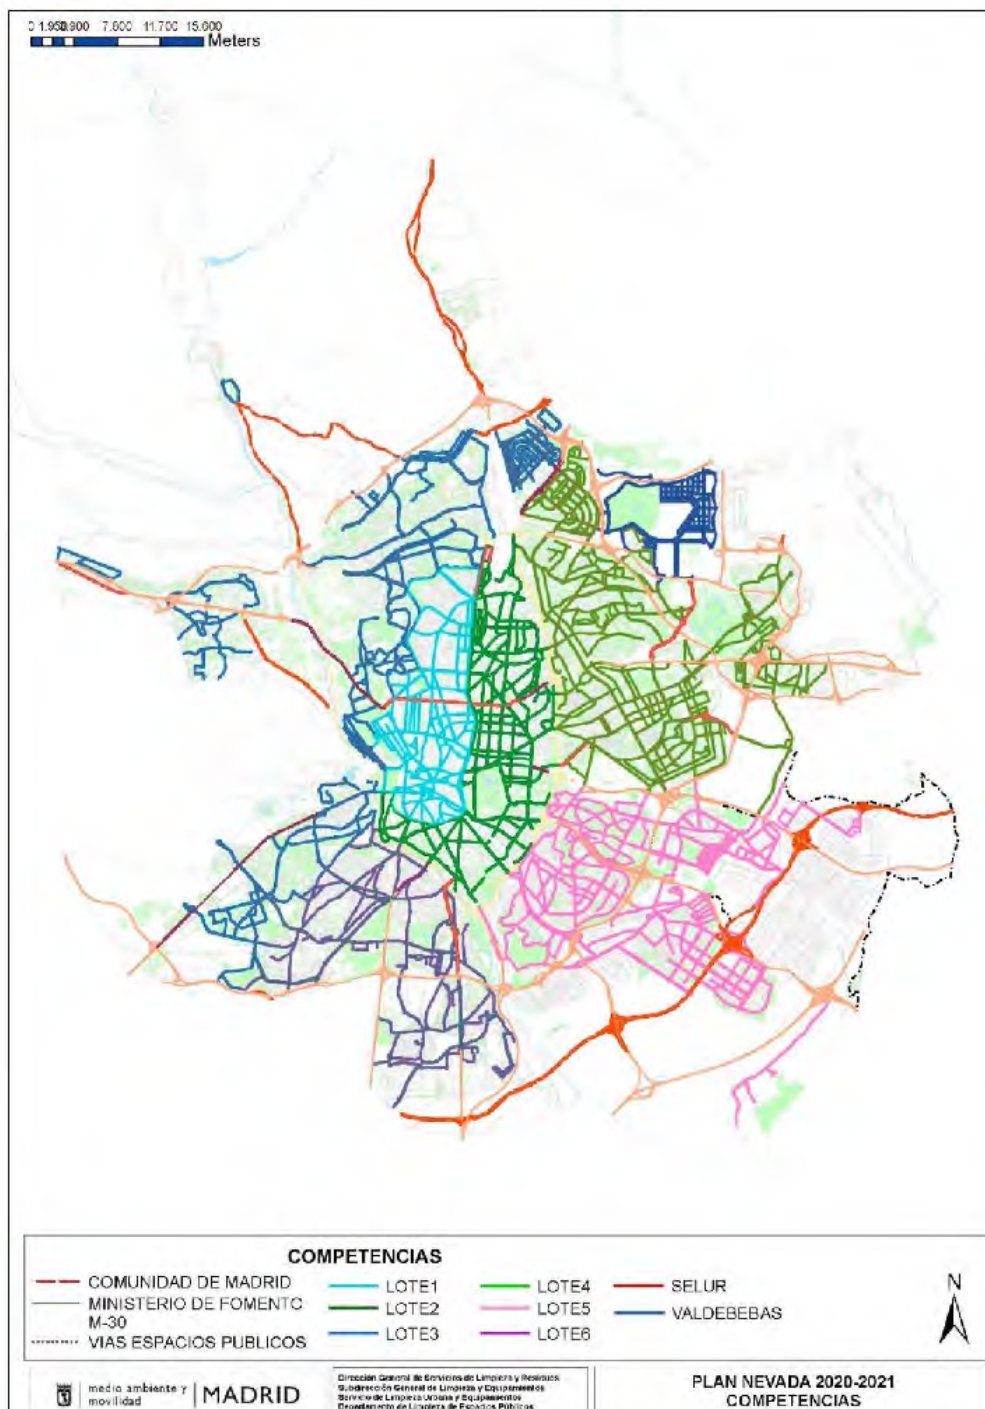 0 1.950 3.900 7.800 11.700 15.600
Meters
COMPETENCIAS
COMUNIDAD DE MADRID
MINISTERIO DE FOMENTO
M-30
VIAS ESPACIOS PUBLICOS
LOTE1
LOTE2
LOTE3
LOTE4
LOTE5
LOTE6
SELUR
VALDEBEBAS
N
medio ambiente y
movilidad
MADRID
Dirección General de Servicios de Limpieza y Residuos
Subdirección General de Limpieza y Equipamientos
Servicio de Limpieza Urbana y Equipamientos
Departamento de Limpieza de Espacios Públicos
PLAN NEVADA 2020-2021
COMPETENCIAS